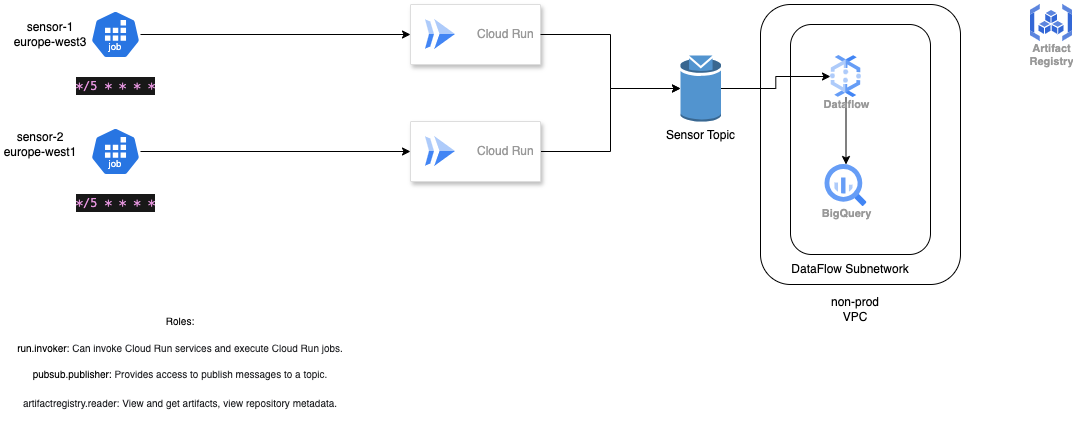 sensor-1
europe-west3
job
*/5 * * * *
Cloud Run
sensor-2
europe-west1
job
*/5 * * * *
Cloud Run
Sensor Topic
Dataflow
BigQuery
DataFlow Subnetwork
non-prod
VPC
Artifact
Registry
Roles:
run.invoker: Can invoke Cloud Run services and execute Cloud Run jobs.
pubsub.publisher: Provides access to publish messages to a topic.
artifactregistry.reader: View and get artifacts, view repository metadata.